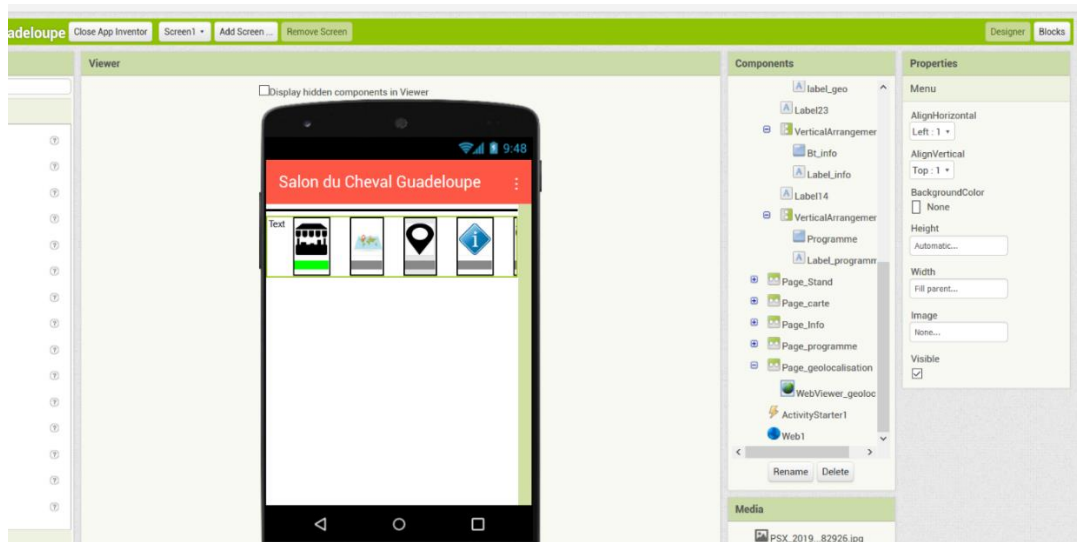 adeloupe Close App Inventor Screen1 Add Screen ... Remove Screen Designer Blocks
Viewer
Display hidden components in Viewer
9:48
Salon du Cheval Guadeloupe
Text
Components
label_geo
Label23
VerticalArrangemer
Bt_info
Label_info
Label14
VerticalArrangemer
Programme
Label_programm
Page_Stand
Page_carte
Page_Info
Page_programme
Page_geolocalisation
WebViewer_geoloc
ActivityStarter1
Web1
Rename Delete
Media
PSX_2019...82926.jpg
Properties
Menu
AlignHorizontal
Left : 1
AlignVertical
Top : 1
BackgroundColor
None
Height
Automatic...
Width
Fill parent...
Image
None...
Visible